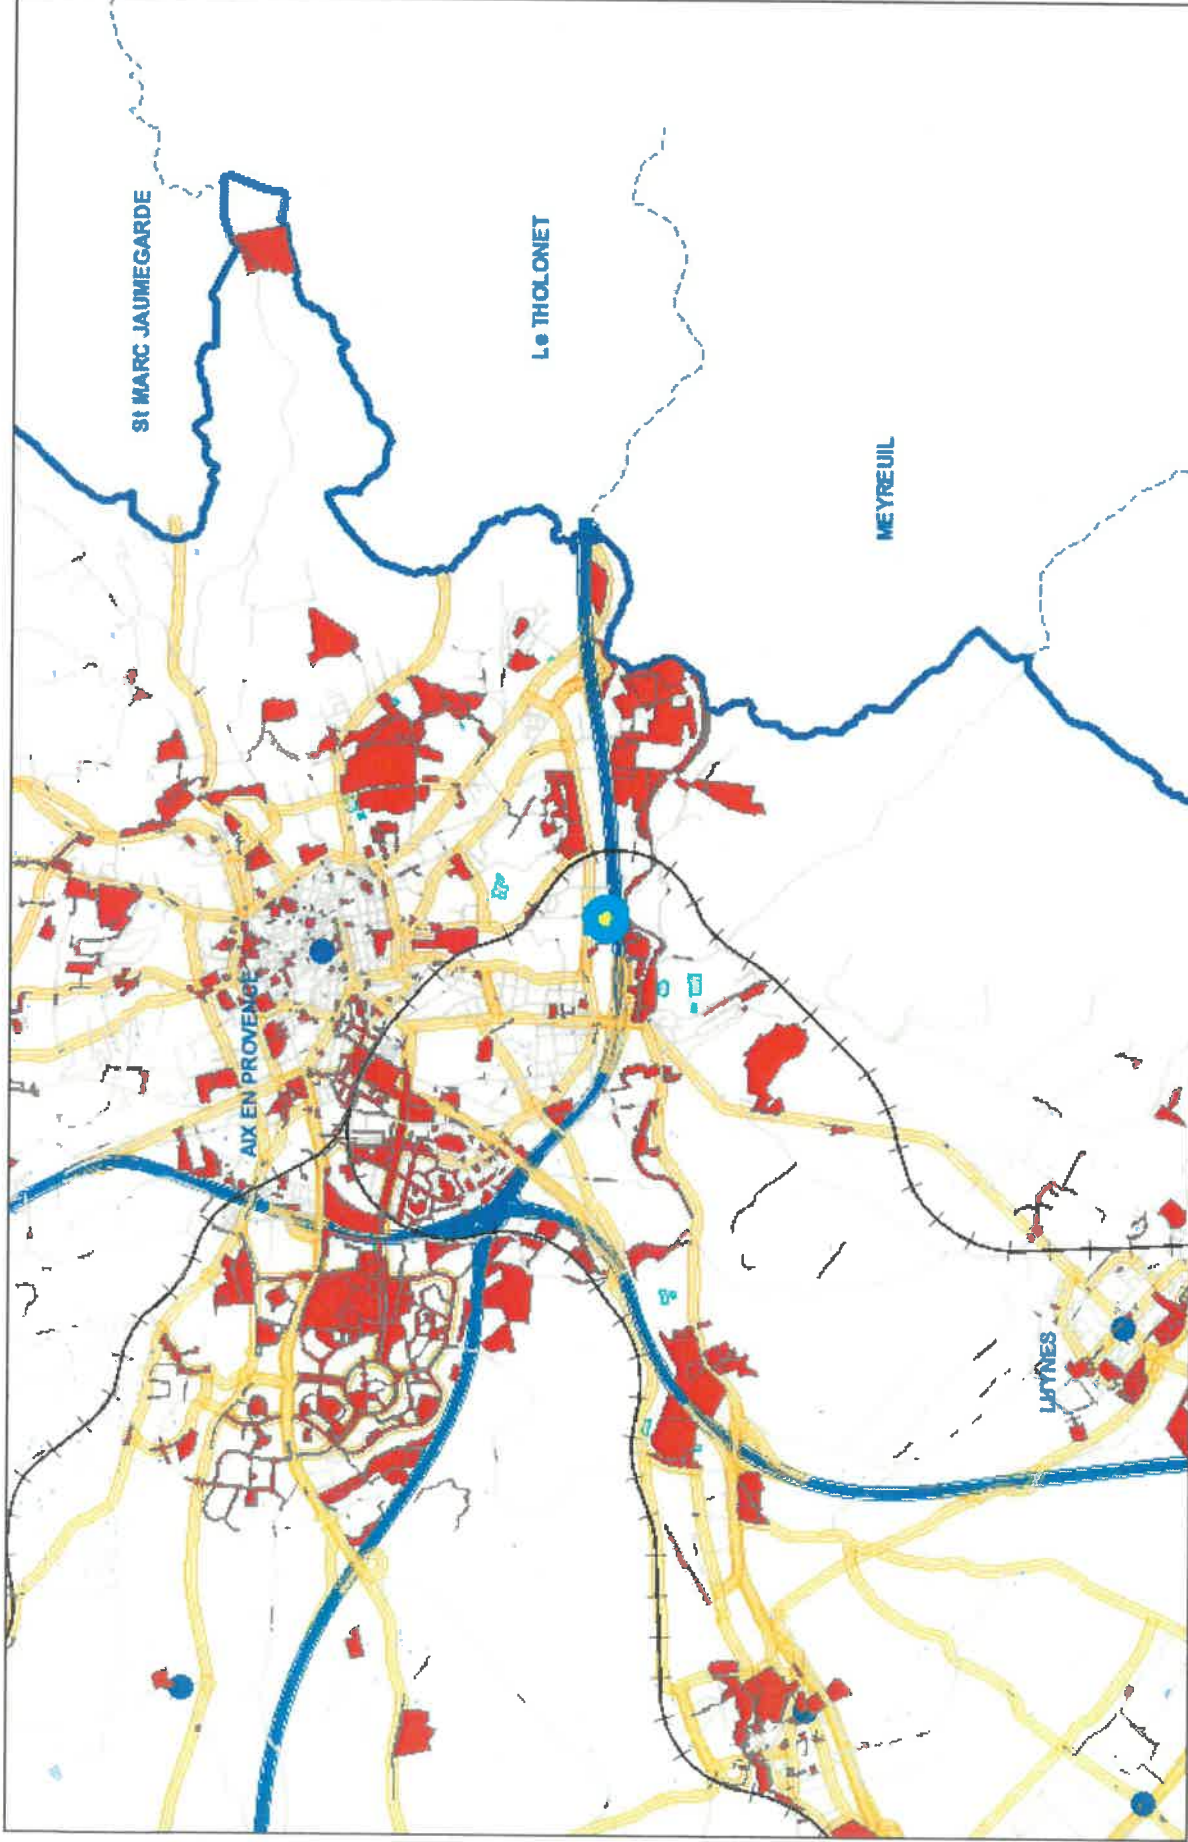 St MARC JAUMEGARDE
Le THOLONET
MEYREUIL
AIX EN PROVENCE
LUYNES